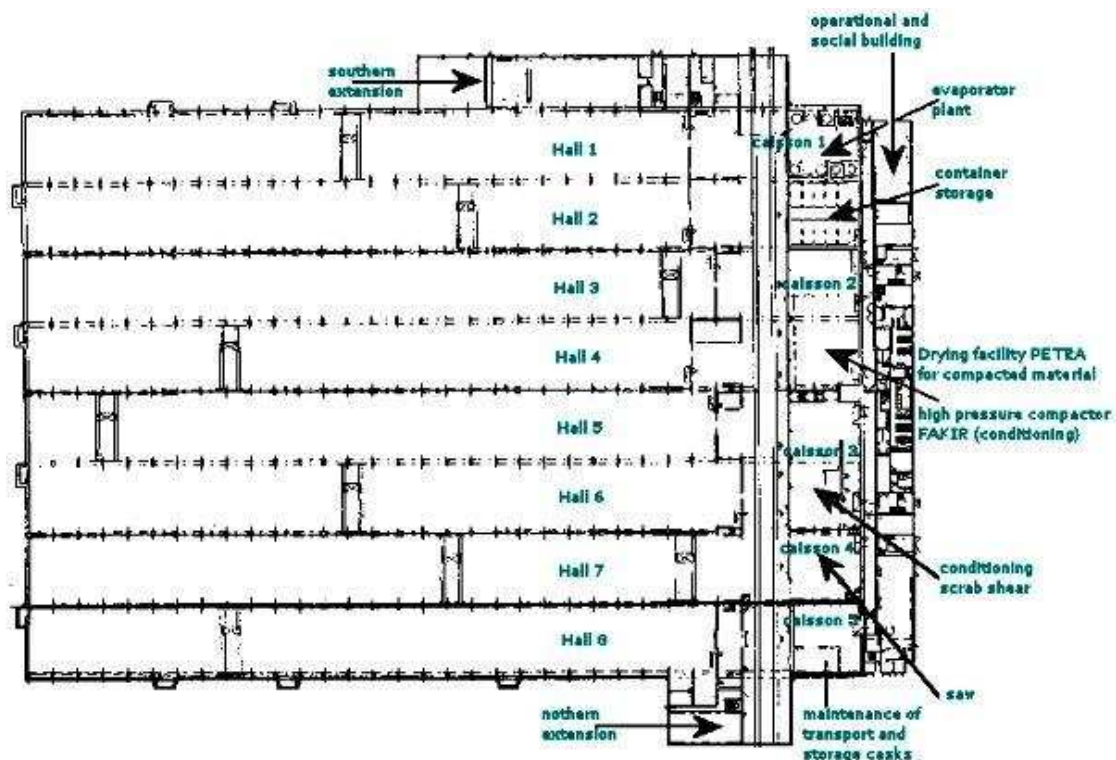 operational and
social building
southern
extension
evaporator
plant
Hall 1
caisson 1
container
storage
Hall 2
Hall 3
caisson 2
Hall 4
Drying facility PETRA
for compacted material
high pressure compactor
FAKIR (conditioning)
Hall 5
caisson 3
Hall 6
caisson 4
Hall 7
conditioning
scrab shear
caisson 5
Hall 8
saw
nothern
extension
maintenance of
transport and
storage casks